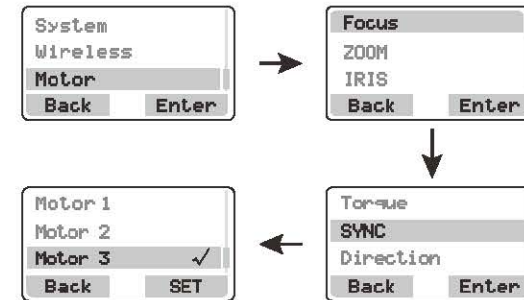 System
Wireless
Motor
Back Enter
Focus
ZOOM
IRIS
Back Enter
Torque
SYNC
Direction
Back Enter
Motor 1
Motor 2
Motor 3 ✓
Back SET